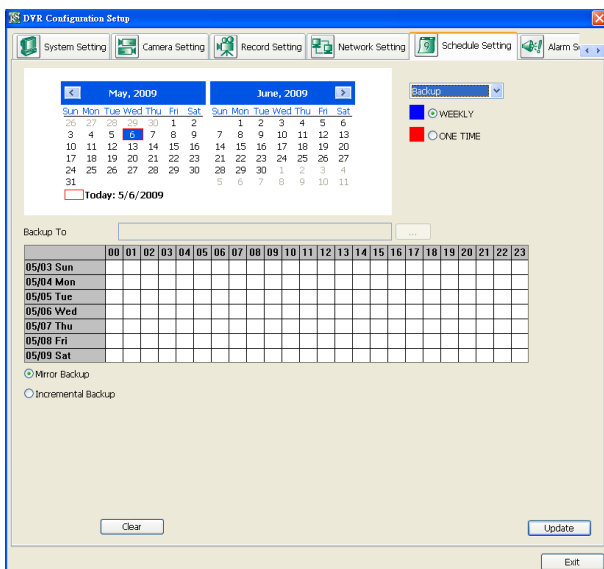 DVR Configuration Setup
System Setting Camera Setting Record Setting Network Setting Schedule Setting Alarm S
May, 2009 June, 2009
Backup
Sun Mon Tue Wed Thu Fri Sat Sun Mon Tue Wed Thu Fri Sat
26 27 28 29 30 1 2 1 2 3 4 5 6
WEEKLY
3 4 5 6 7 8 9 7 8 9 10 11 12 13
ONE TIME
10 11 12 13 14 15 16 14 15 16 17 18 19 20
17 18 19 20 21 22 23 21 22 23 24 25 26 27
24 25 26 27 28 29 30 28 29 30 1 2 3 4
31 5 6 7 8 9 10 11
Today: 5/6/2009
Backup To ...
00 01 02 03 04 05 06 07 08 09 10 11 12 13 14 15 16 17 18 19 20 21 22 23
05/03 Sun
05/04 Mon
05/05 Tue
05/06 Wed
05/07 Thu
05/08 Fri
05/09 Sat
Mirror Backup
Incremental Backup
Clear Update
Exit